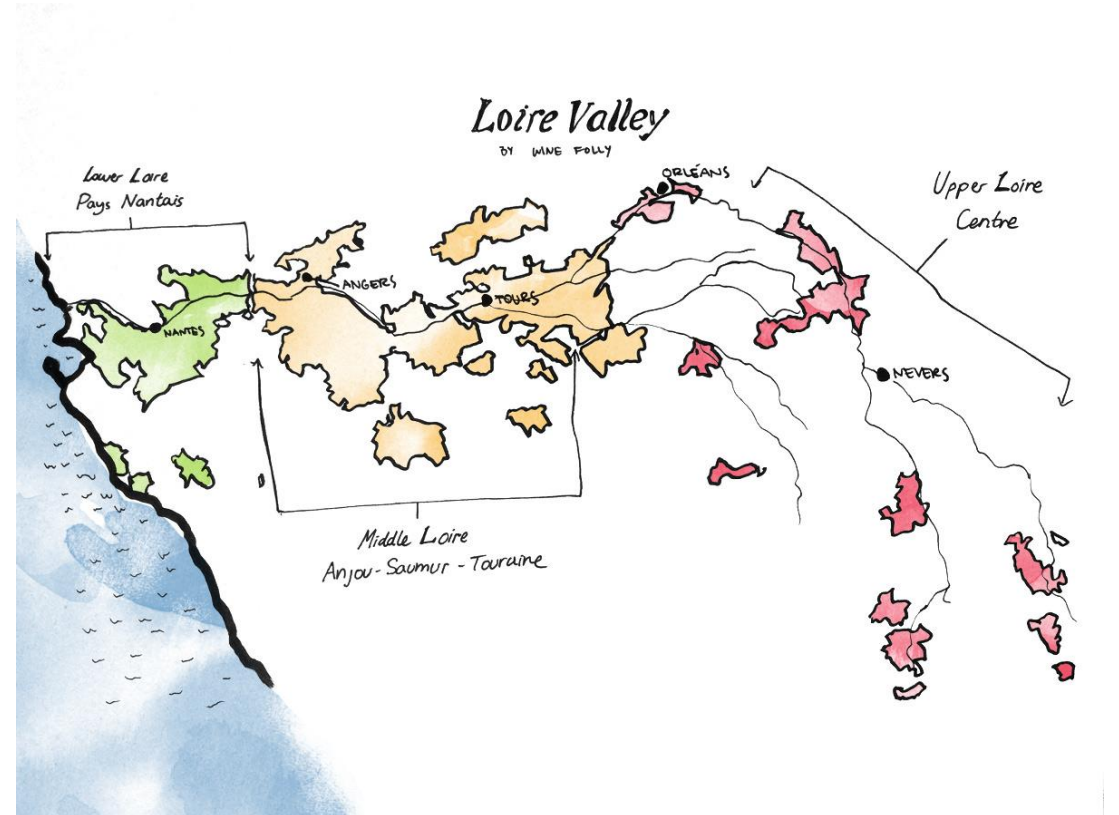 Loire Valley
BY WINE FOLLY
Lower Loire
Pays Nantais
ORLÉANS
Upper Loire
Centre
ANGERS
TOURS
NANTES
NEVERS
Middle Loire
Anjou-Saumur-Touraine